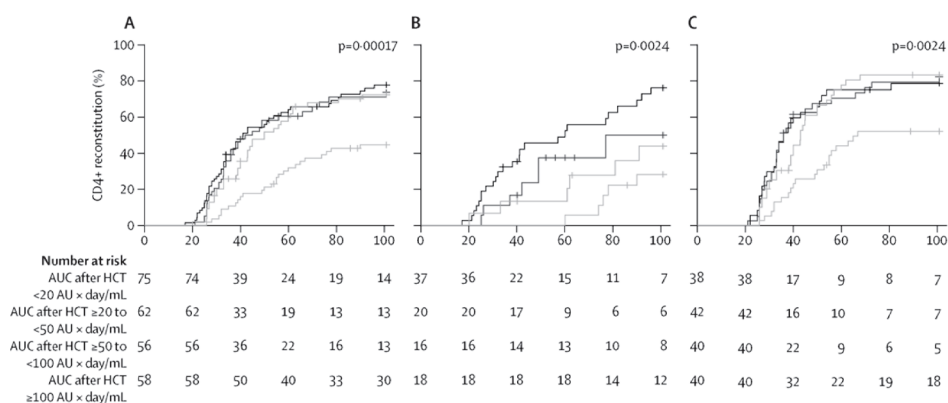 A B C
p=0·00017 p=0·0024 p=0·0024
CD4+ reconstitution (%)
100
80
60
40
20
0
0 20 40 60 80 100 0 20 40 60 80 100 0 20 40 60 80 100
Number at risk
AUC after HCT 75 74 39 24 19 14 37 36 22 15 11 7 38 38 17 9 8 7
<20 AU × day/mL
AUC after HCT ≥20 to 62 62 33 19 13 13 20 20 17 9 6 6 42 42 16 10 7 7
<50 AU × day/mL
AUC after HCT ≥50 to 56 56 36 22 16 13 16 16 14 13 10 8 40 40 22 9 6 5
<100 AU × day/mL
AUC after HCT 58 58 50 40 33 30 18 18 18 18 14 12 40 40 32 22 19 18
≥100 AU × day/mL